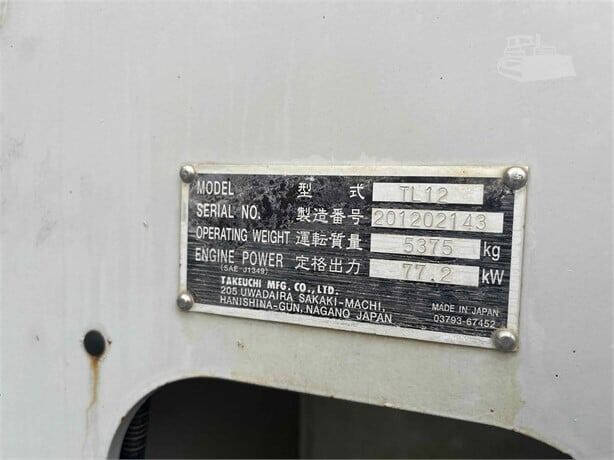 MODEL 型式 TL12
SERIAL NO. 製造番号 201202143
OPERATING WEIGHT 運転質量 5375 kg
ENGINE POWER 定格出力 77.2 kW
(SAE J1349)
TAKEUCHI MFG. CO., LTD.
205 UWADAIRA SAKAKI-MACHI,
HANISHINA-GUN, NAGANO JAPAN
MADE IN JAPAN
03793-67452